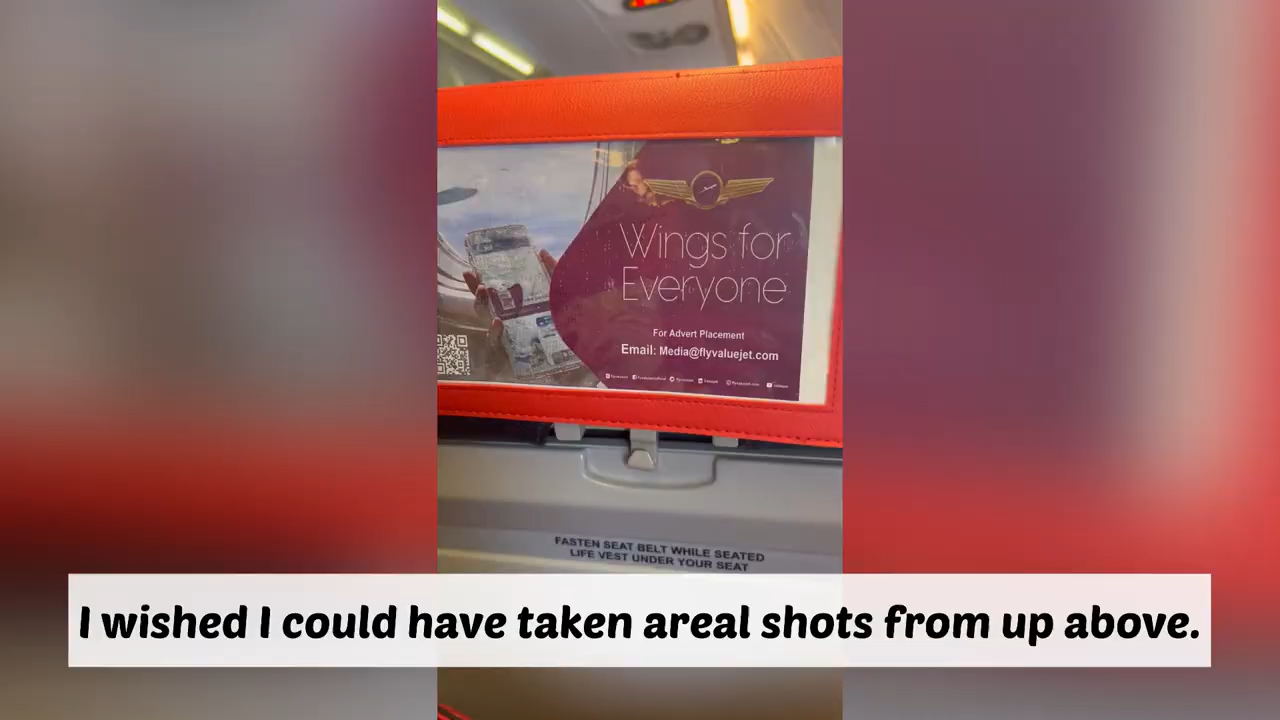 Wings for
Everyone
For Advert Placement
Email: Media@flyvaluejet.com
FASTEN SEAT BELT WHILE SEATED
LIFE VEST UNDER YOUR SEAT
I wished I could have taken areal shots from up above.